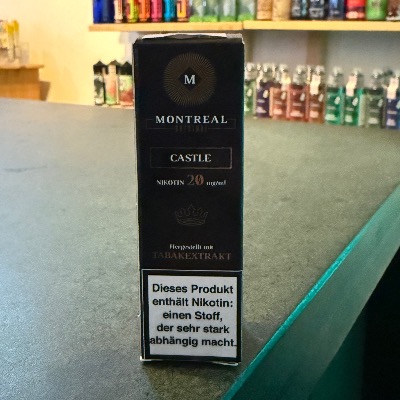 M
MONTREAL
ORIGINAL
CASTLE
NIKOTIN 20 mg/ml
Hergestellt mit
TABAKEXTRAKT
Dieses Produkt
enthält Nikotin:
einen Stoff,
der sehr stark
abhängig macht.